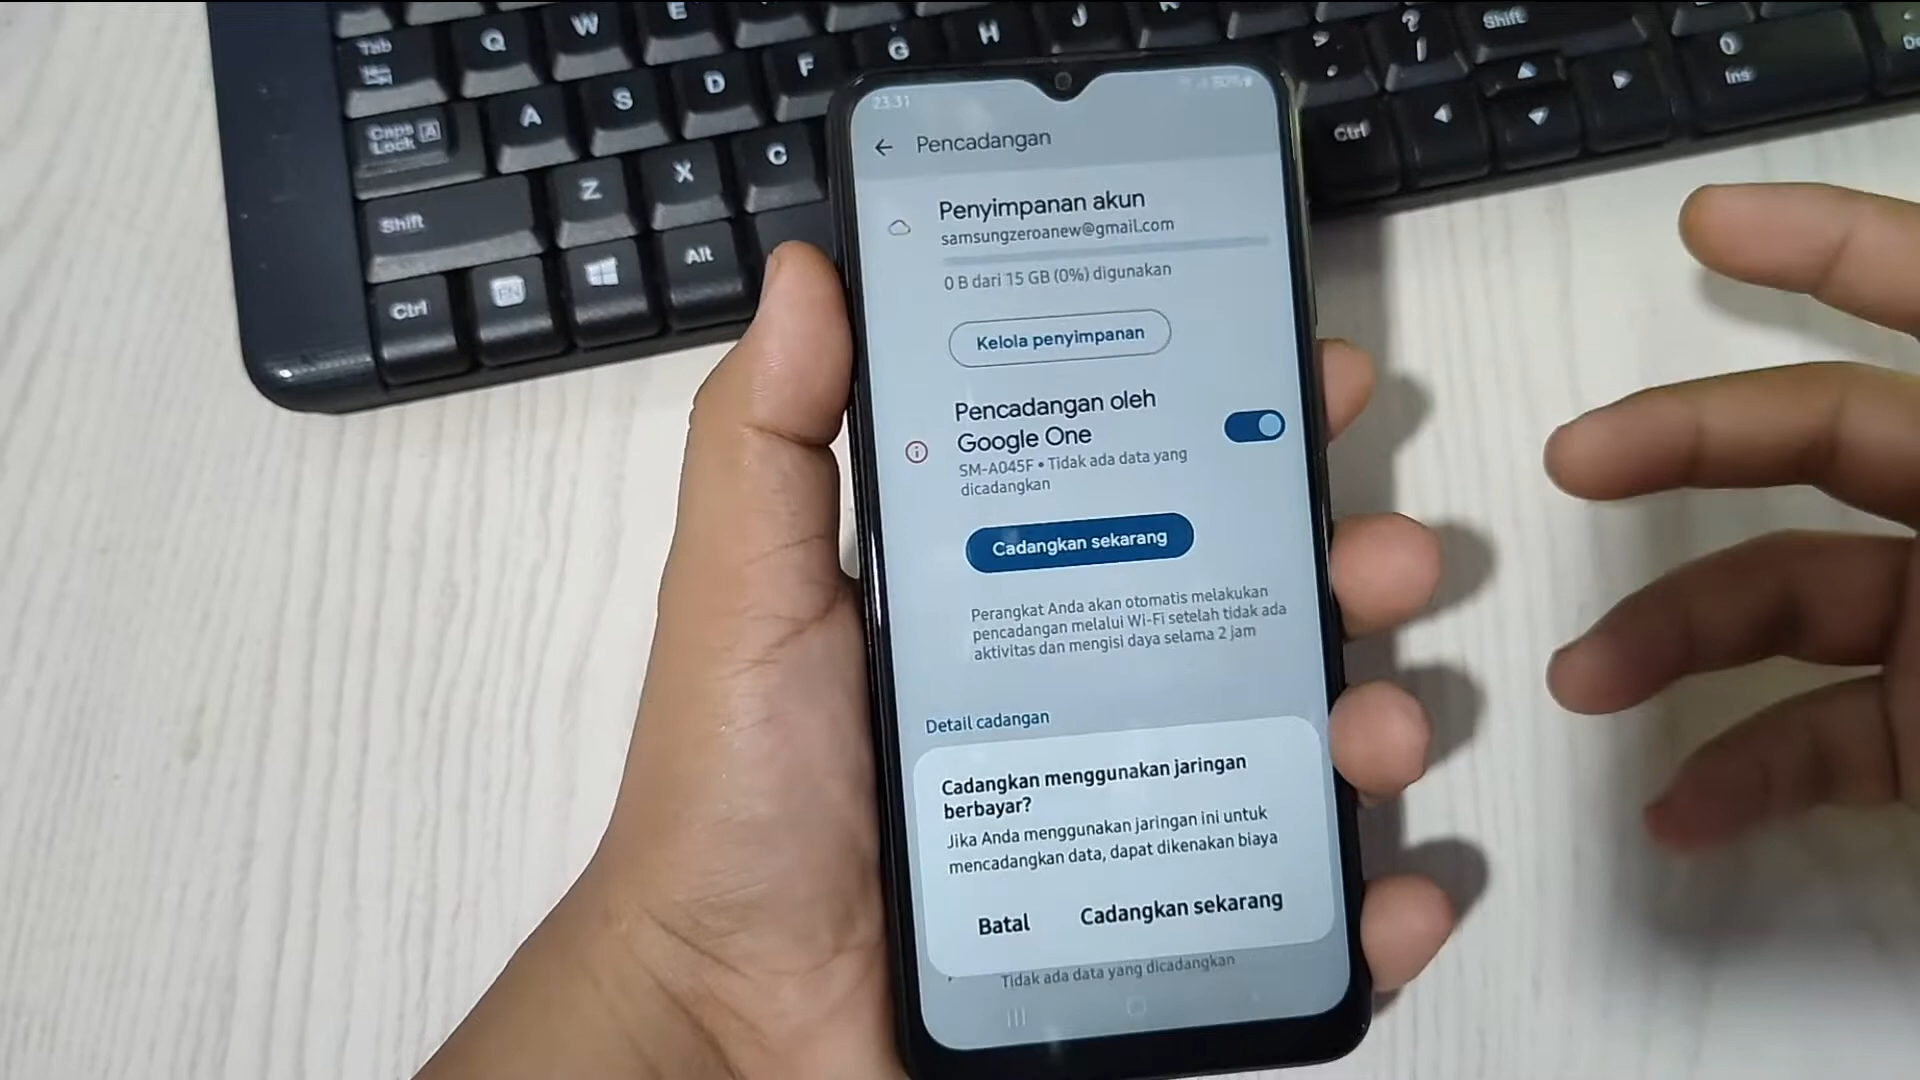 Tab
Q
W
E
J
K
?
/
Shift
0
Ins
>
.
Caps
Lock
A
A
S
D
F
G
H
Ctrl
Shift
Z
X
C
Ctrl
FN
Alt
23.31
Pencadangan
Penyimpanan akun
samsungzeroanew@gmail.com
0 B dari 15 GB (0%) digunakan
Kelola penyimpanan
Pencadangan oleh
Google One
SM-A045F • Tidak ada data yang
dicadangkan
Cadangkan sekarang
Perangkat Anda akan otomatis melakukan
pencadangan melalui Wi-Fi setelah tidak ada
aktivitas dan mengisi daya selama 2 jam
Detail cadangan
Cadangkan menggunakan jaringan
berbayar?
Jika Anda menggunakan jaringan ini untuk
mencadangkan data, dapat dikenakan biaya
Batal
Cadangkan sekarang
Tidak ada data yang dicadangkan